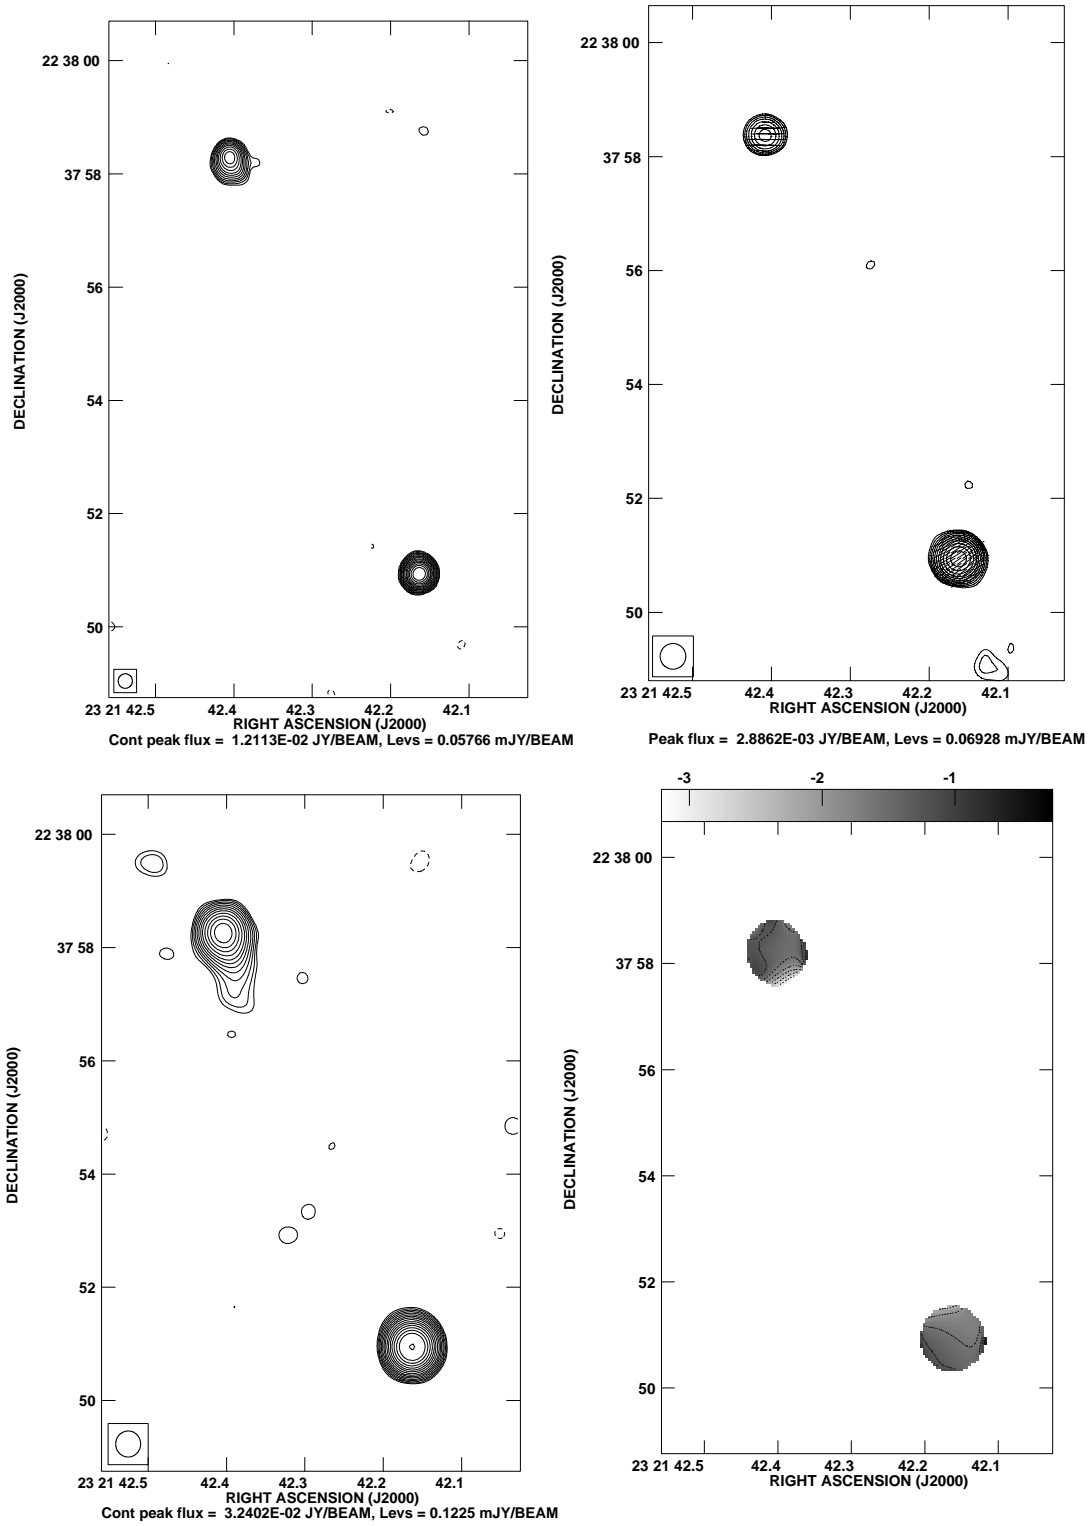 22 38 00
37 58
56
54
52
50
DECLINATION (J2000)
23 21 42.5 42.4 42.3 42.2 42.1
RIGHT ASCENSION (J2000)
Cont peak flux = 1.2113E-02 JY/BEAM, Levs = 0.05766 mJY/BEAM
22 38 00
37 58
56
54
52
50
DECLINATION (J2000)
23 21 42.5 42.4 42.3 42.2 42.1
RIGHT ASCENSION (J2000)
Peak flux = 2.8862E-03 JY/BEAM, Levs = 0.06928 mJY/BEAM
22 38 00
37 58
56
54
52
50
DECLINATION (J2000)
23 21 42.5 42.4 42.3 42.2 42.1
RIGHT ASCENSION (J2000)
Cont peak flux = 3.2402E-02 JY/BEAM, Levs = 0.1225 mJY/BEAM
-3 -2 -1
22 38 00
37 58
56
54
52
50
DECLINATION (J2000)
23 21 42.5 42.4 42.3 42.2 42.1
RIGHT ASCENSION (J2000)